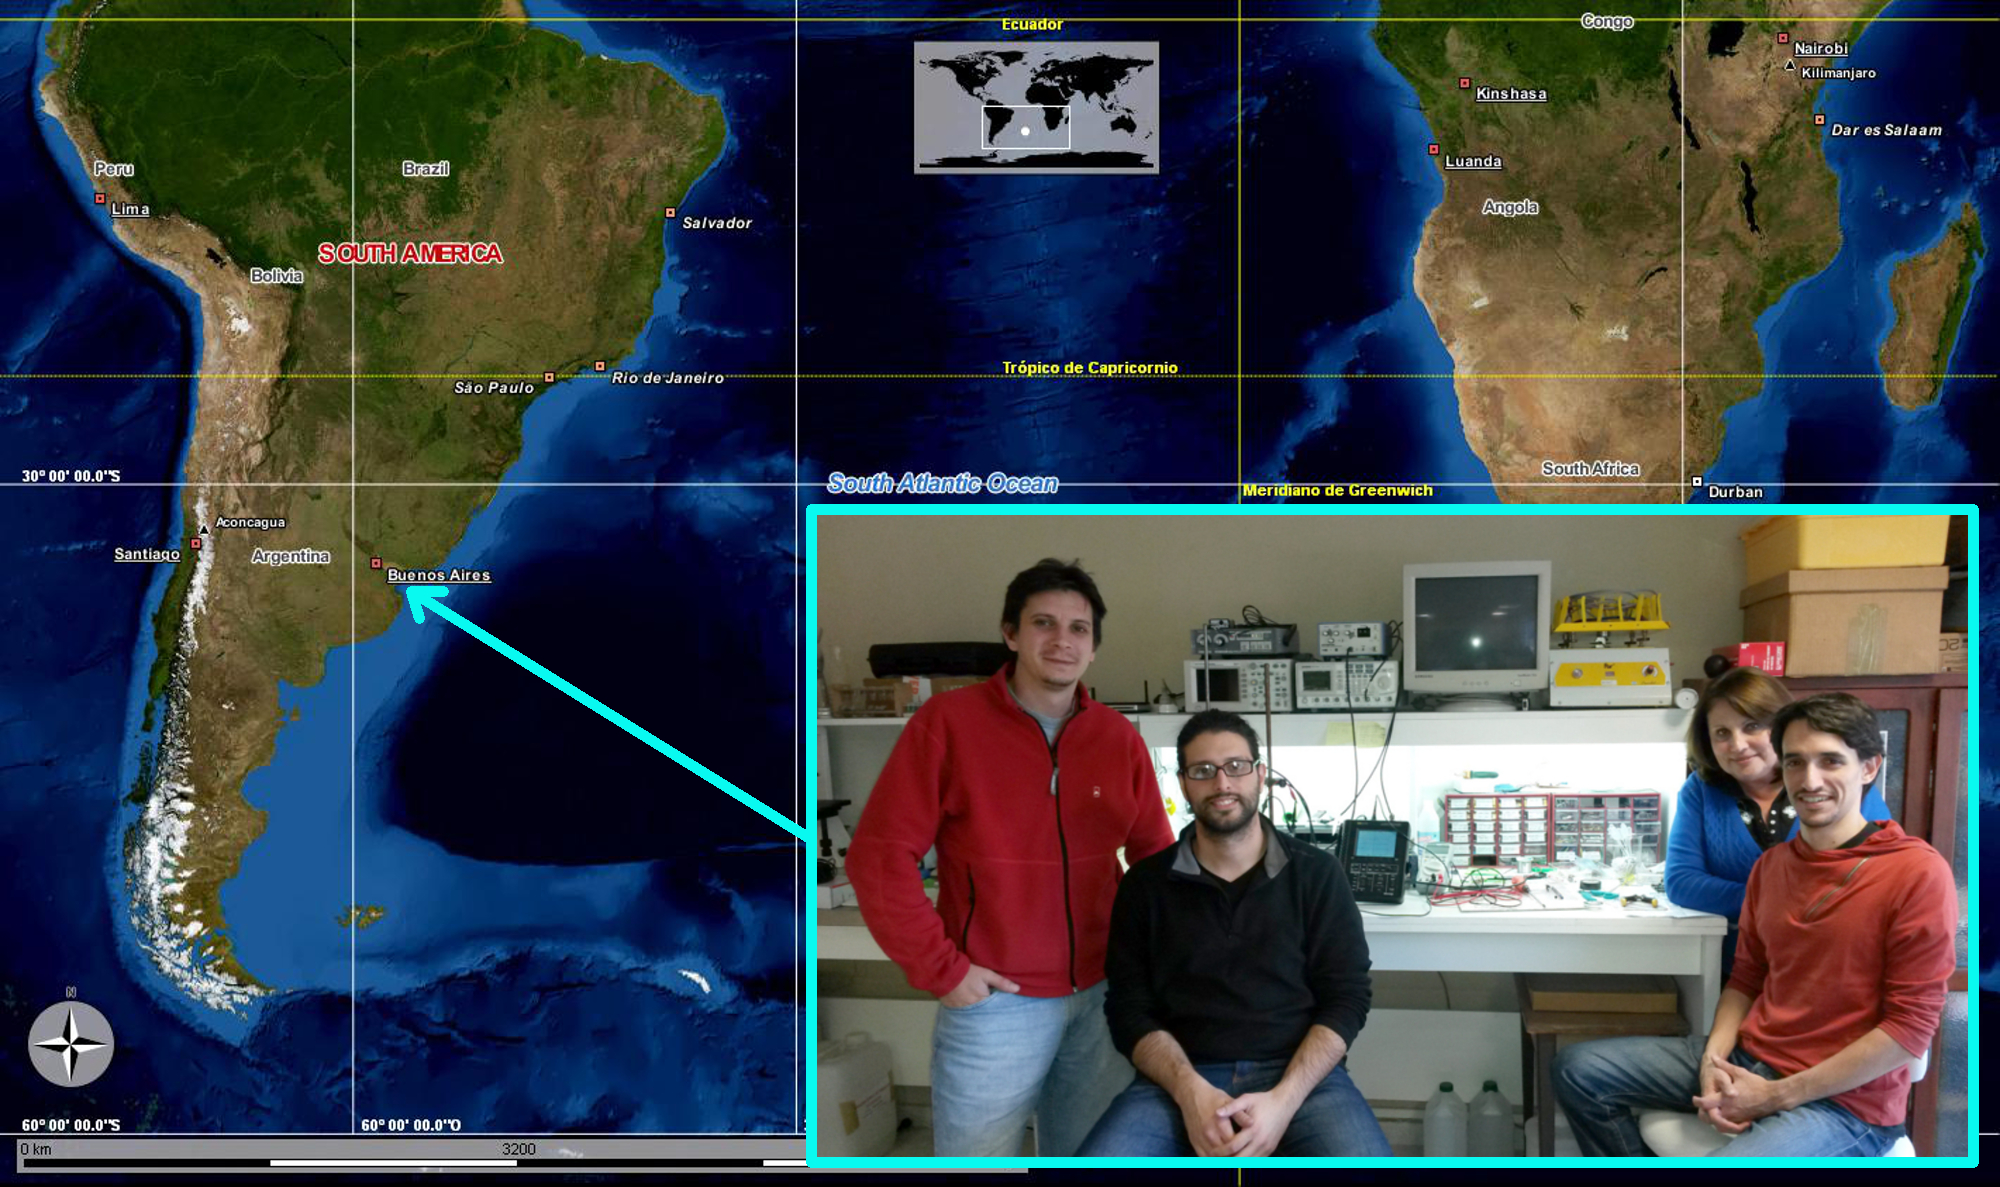 Ecuador
Congo
Nairobi
Kilimanjaro
Kinshasa
Dar es Salaam
Luanda
Peru
Brazil
Lima
Angola
Salvador
SOUTH AMERICA
Bolivia
Trópico de Capricornio
São Paulo
Rio de Janeiro
30° 00' 00.0"S
South Atlantic Ocean
South Africa
Meridiano de Greenwich
Durban
Aconcagua
Santiago
Argentina
Buenos Aires
N
60° 00' 00.0"S
60° 00' 00.0"O
0 km
3200